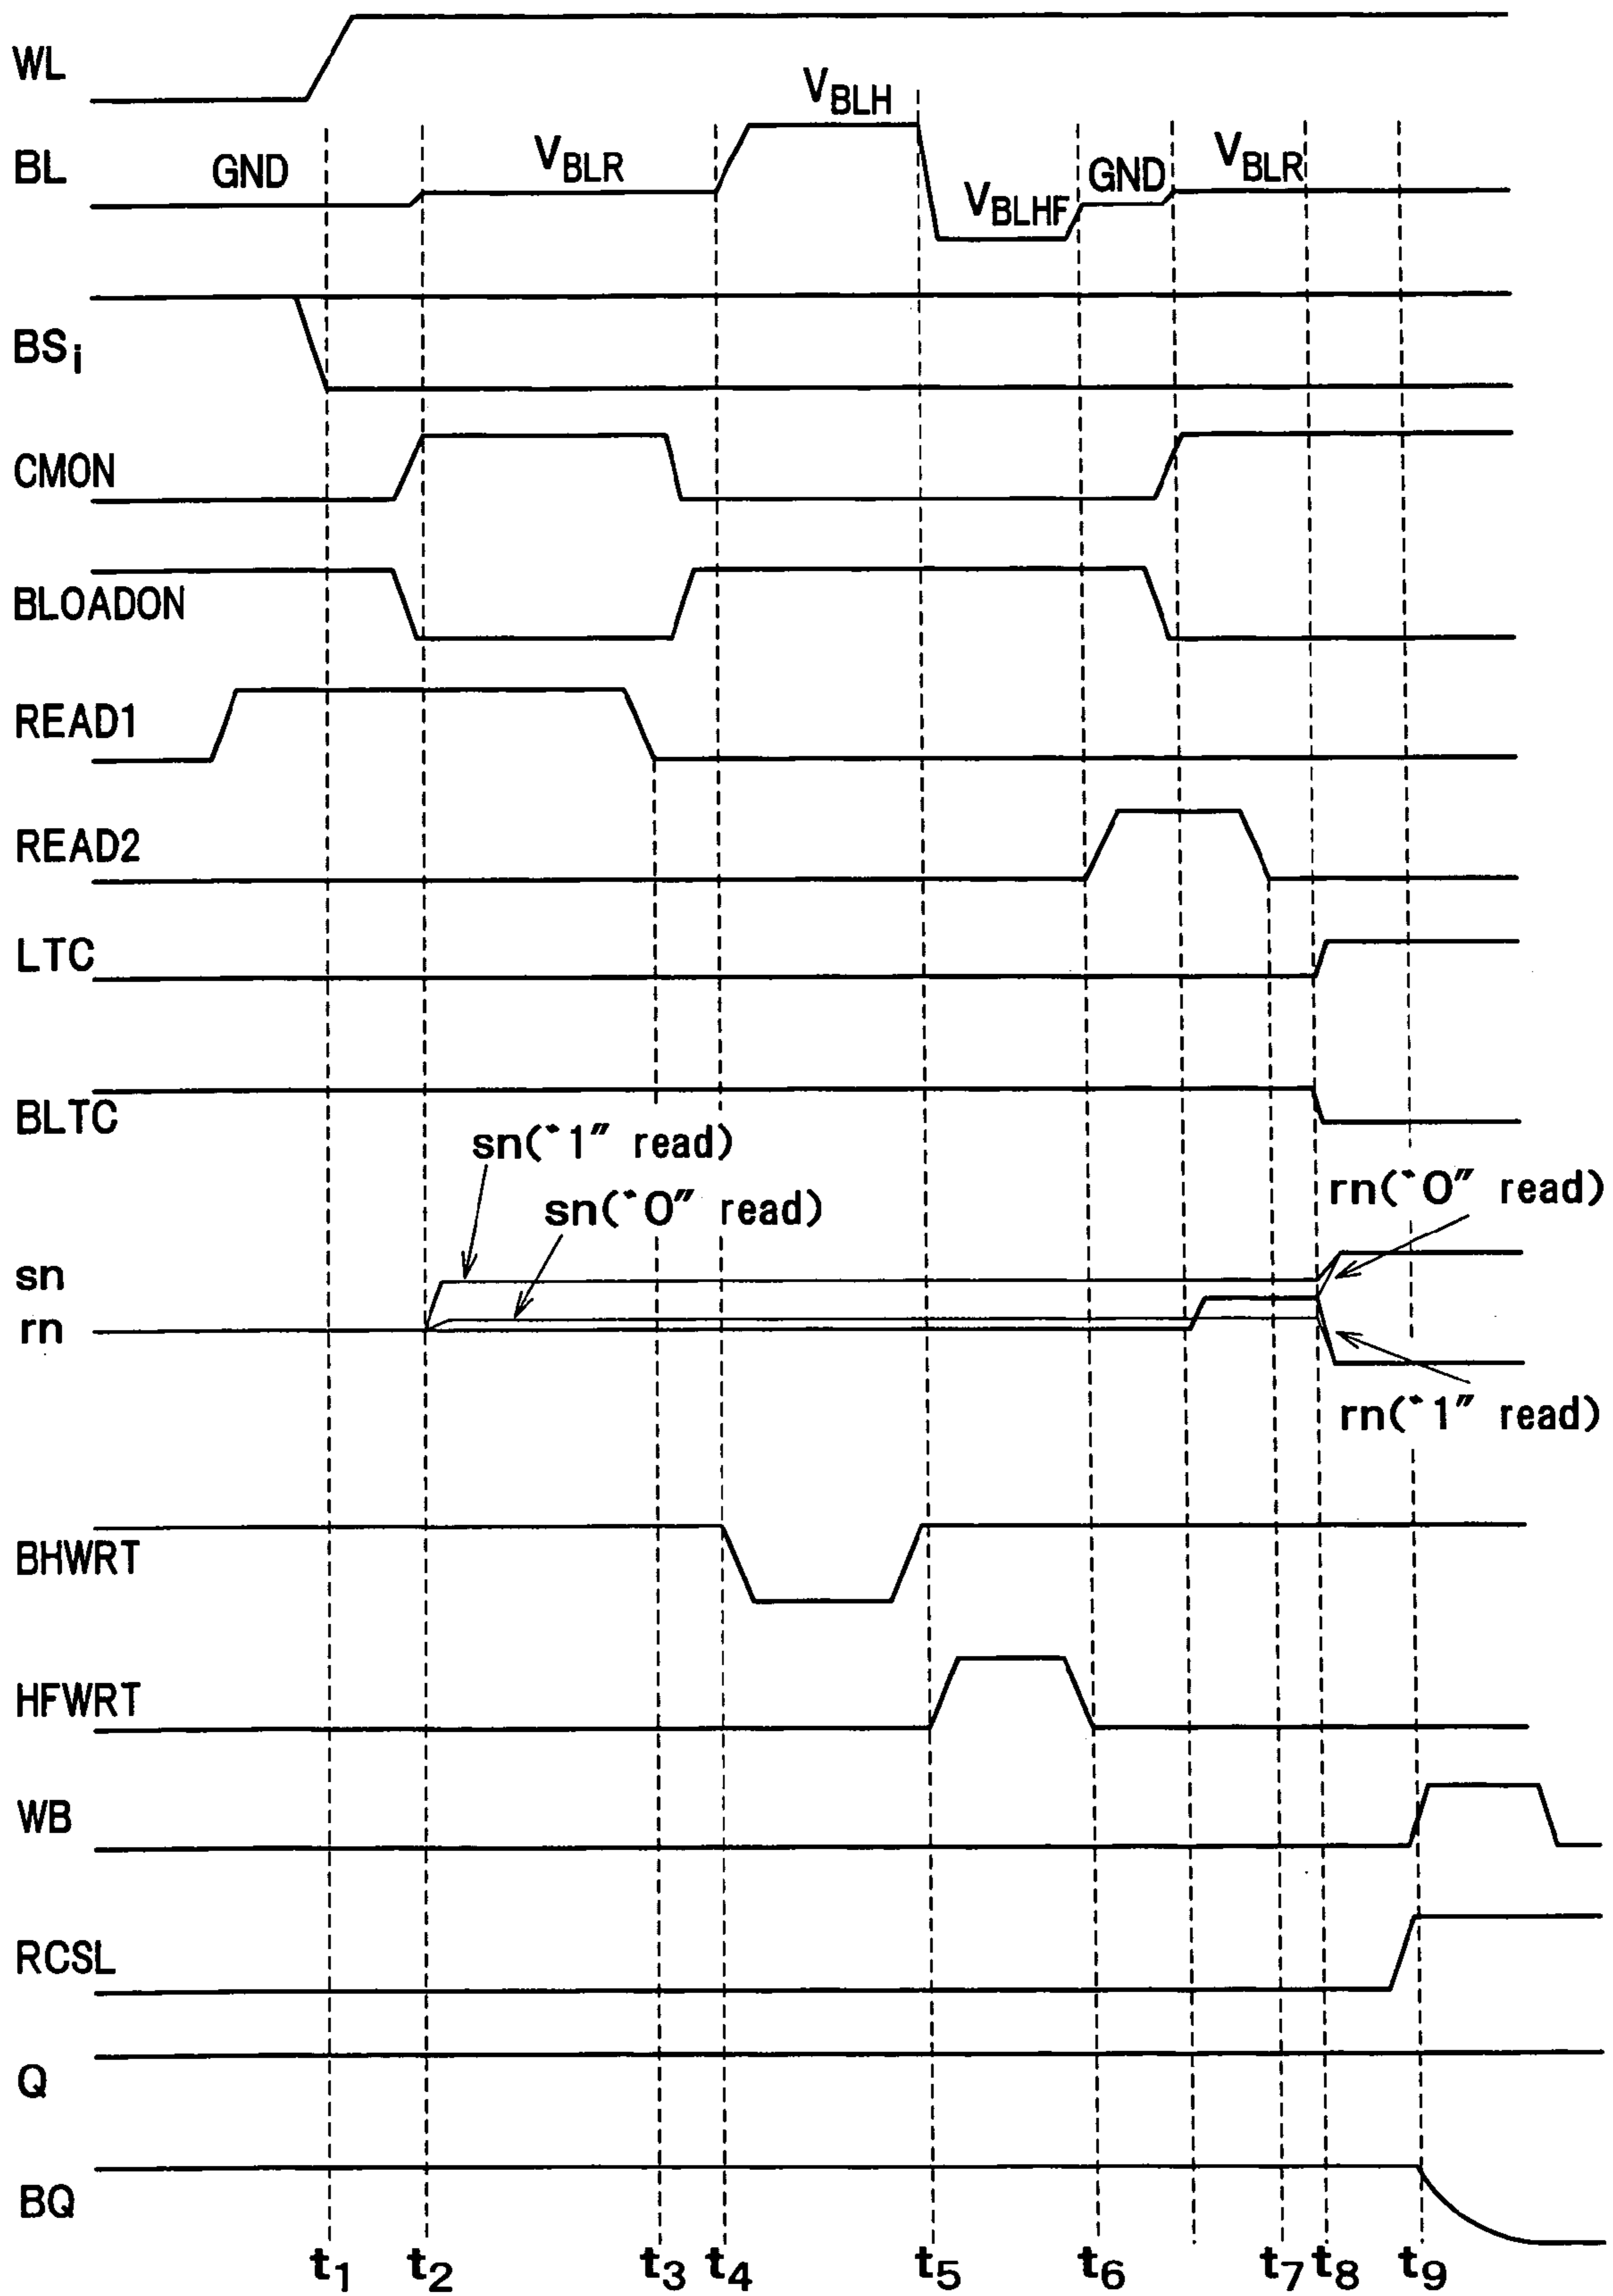 WL
V_BLH
BL GND V_BLR V_BLHF GND V_BLR
BS_i
CMON
BLOADON
READ1
READ2
LTC
BLTC
sn("1" read)
sn("0" read)
rn("0" read)
sn
rn
rn("1" read)
BHWRT
HFWRT
WB
RCSL
Q
BQ
t1 t2 t3 t4 t5 t6 t7 t8 t9